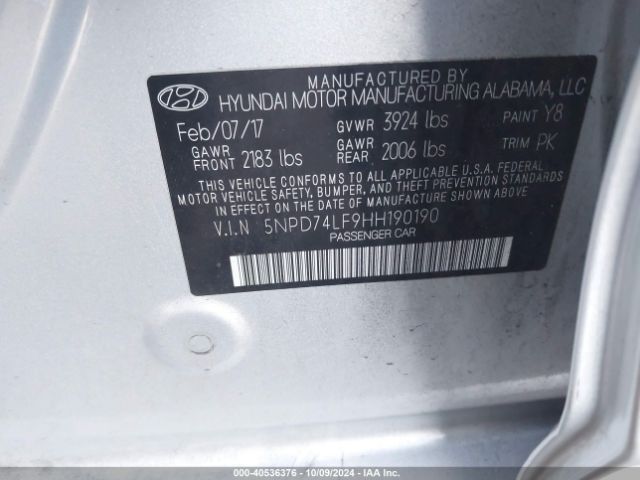 MANUFACTURED BY
HYUNDAI MOTOR MANUFACTURING ALABAMA, LLC
Feb/07/17 GVWR 3924 lbs PAINT Y8
GAWR FRONT 2183 lbs GAWR REAR 2006 lbs TRIM PK
THIS VEHICLE CONFORMS TO ALL APPLICABLE U.S.A. FEDERAL
MOTOR VEHICLE SAFETY, BUMPER, AND THEFT PREVENTION STANDARDS
IN EFFECT ON THE DATE OF MANUFACTURE SHOWN ABOVE.
V.I.N 5NPD74LF9HH190190
PASSENGER CAR
000-40536376 - 10/09/2024 - IAA Inc.